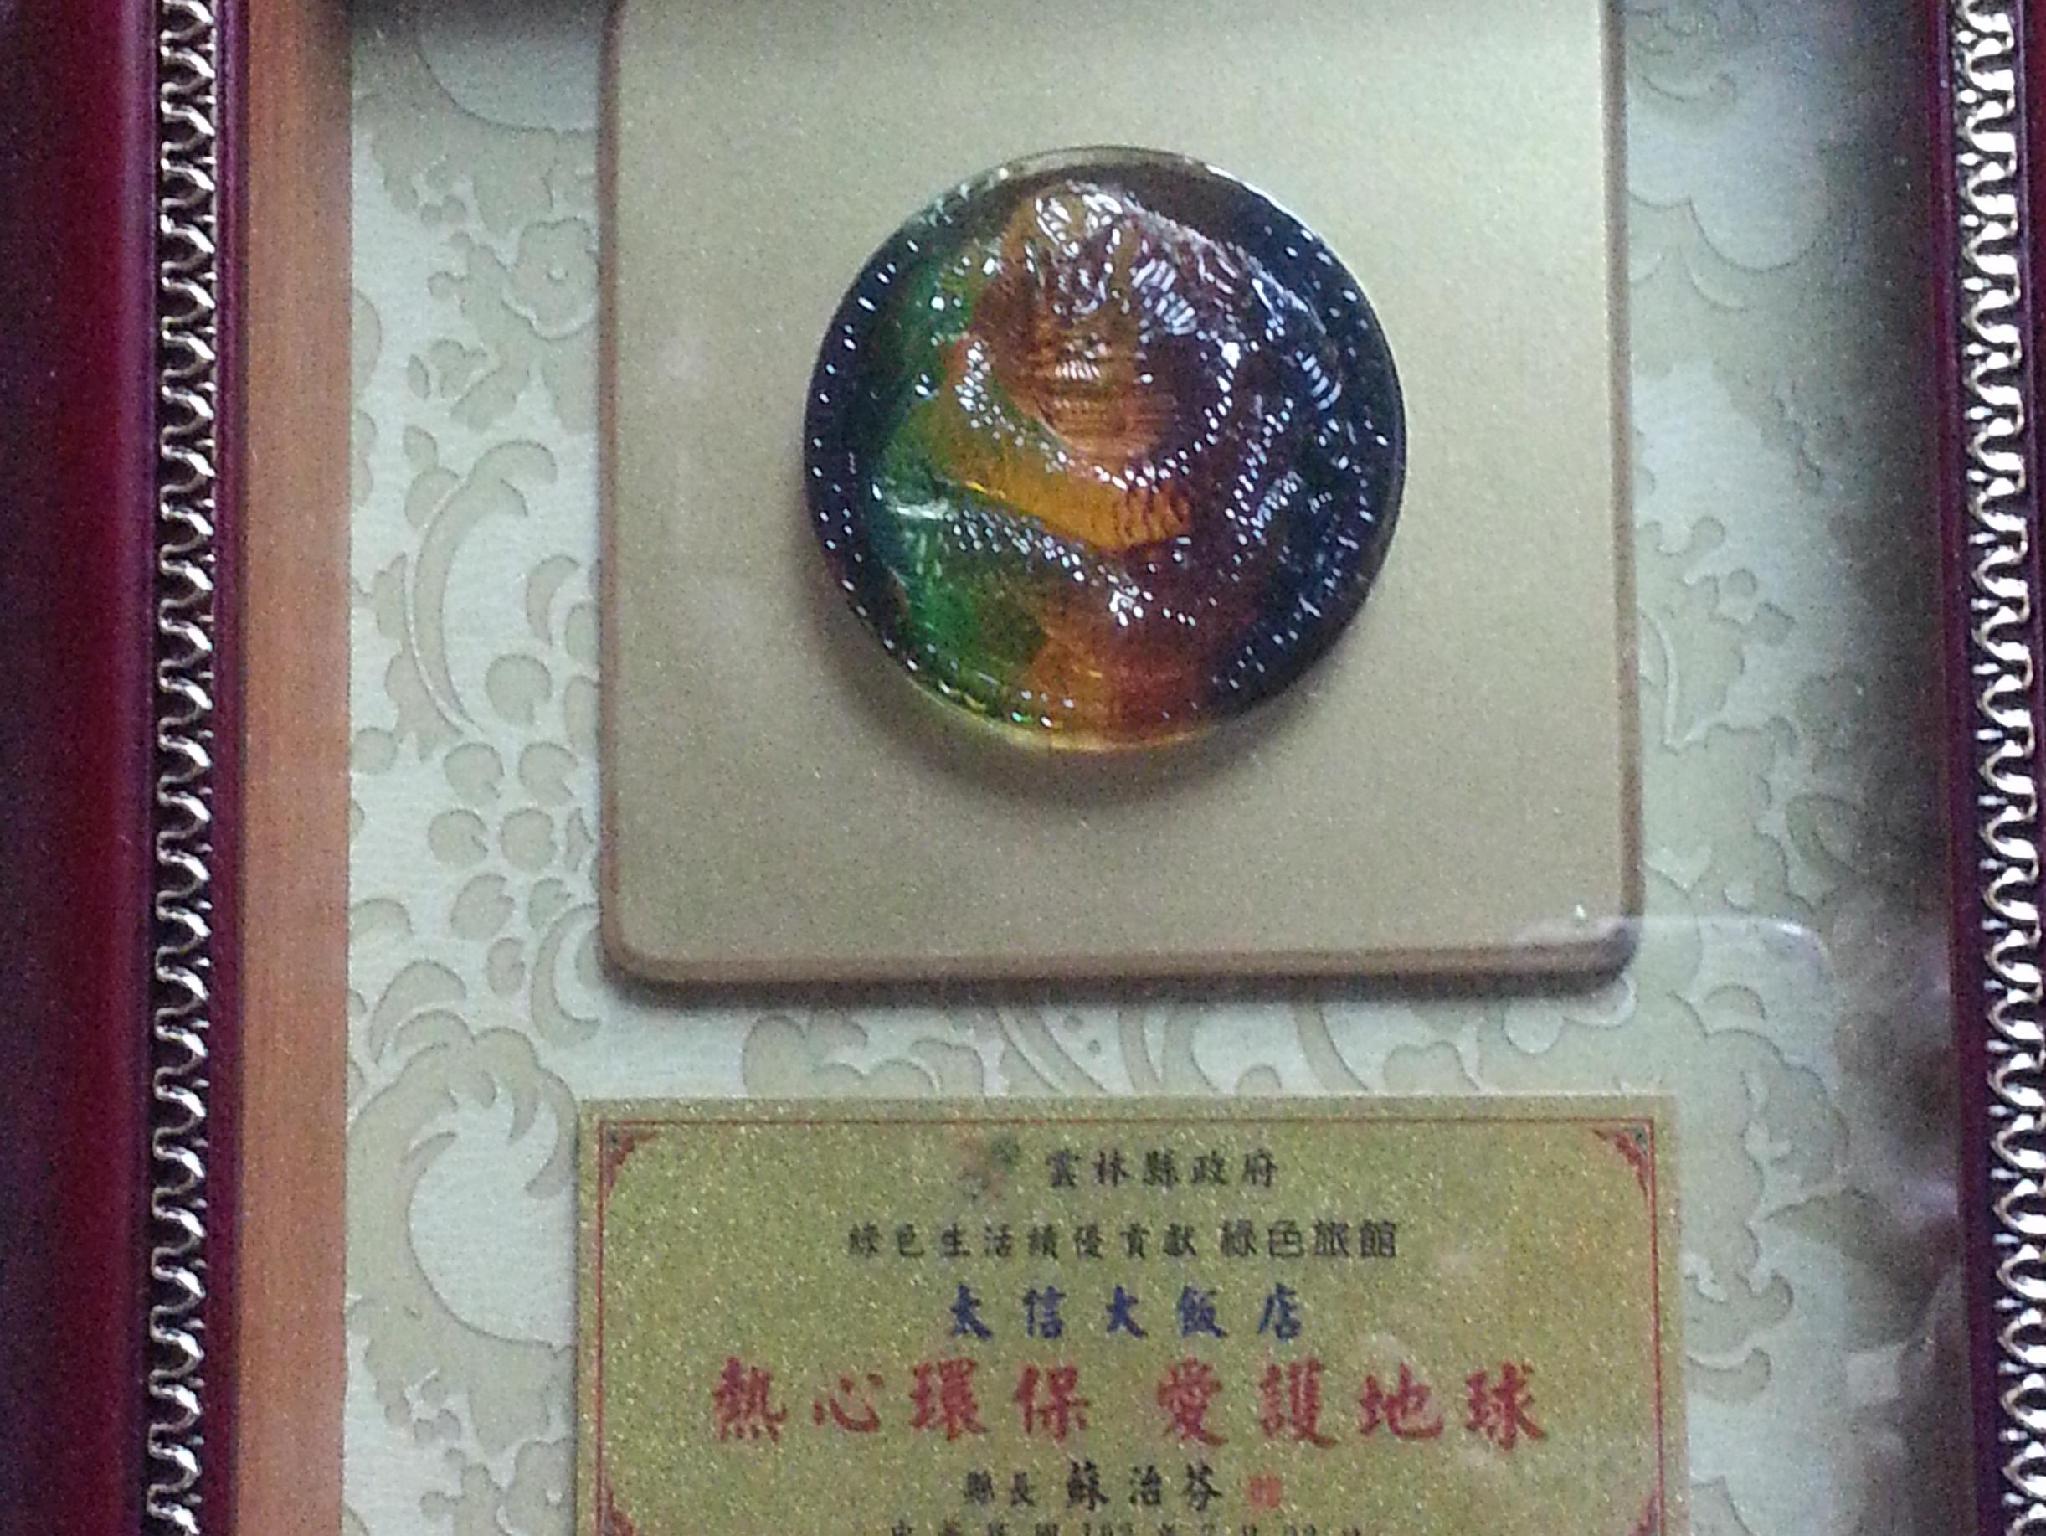 雲林縣政府
綠色生活績優貢獻 綠色旅館
太信大飯店
熱心環保 愛護地球
縣長 蘇治芬